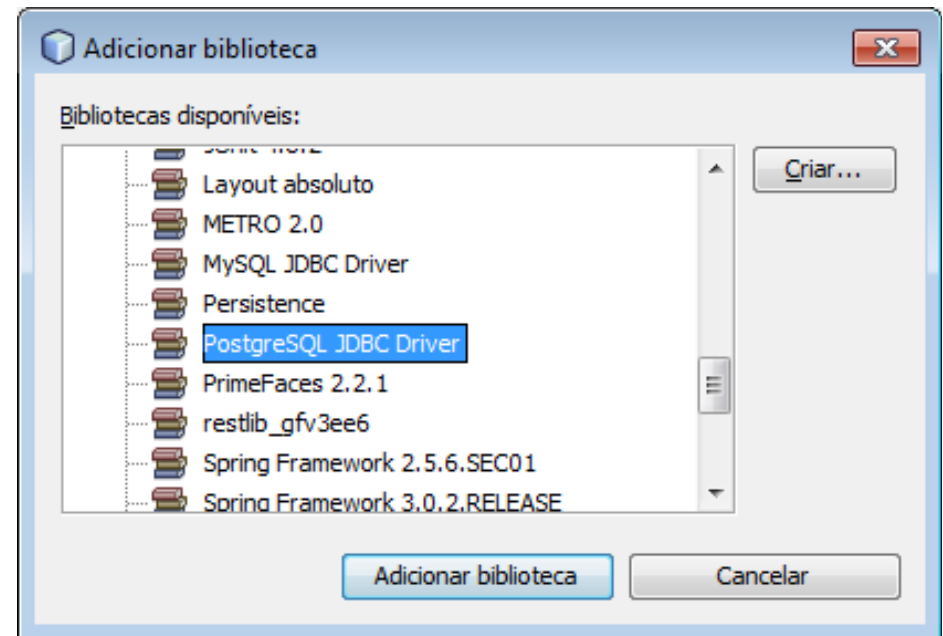 Adicionar biblioteca
Bibliotecas disponíveis:
Layout absoluto
METRO 2.0
MySQL JDBC Driver
Persistence
PostgreSQL JDBC Driver
PrimeFaces 2.2.1
restlib_gfv3ee6
Spring Framework 2.5.6.SEC01
Spring Framework 3.0.2.RELEASE
Criar...
Adicionar biblioteca
Cancelar